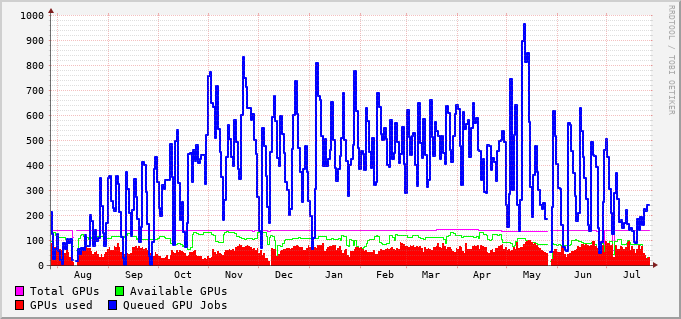 1000
900
800
700
600
500
400
300
200
100
0
Aug Sep Oct Nov Dec Jan Feb Mar Apr May Jun Jul
Total GPUs Available GPUs
GPUs used Queued GPU Jobs
RRDTOOL / TOBI OETIKER